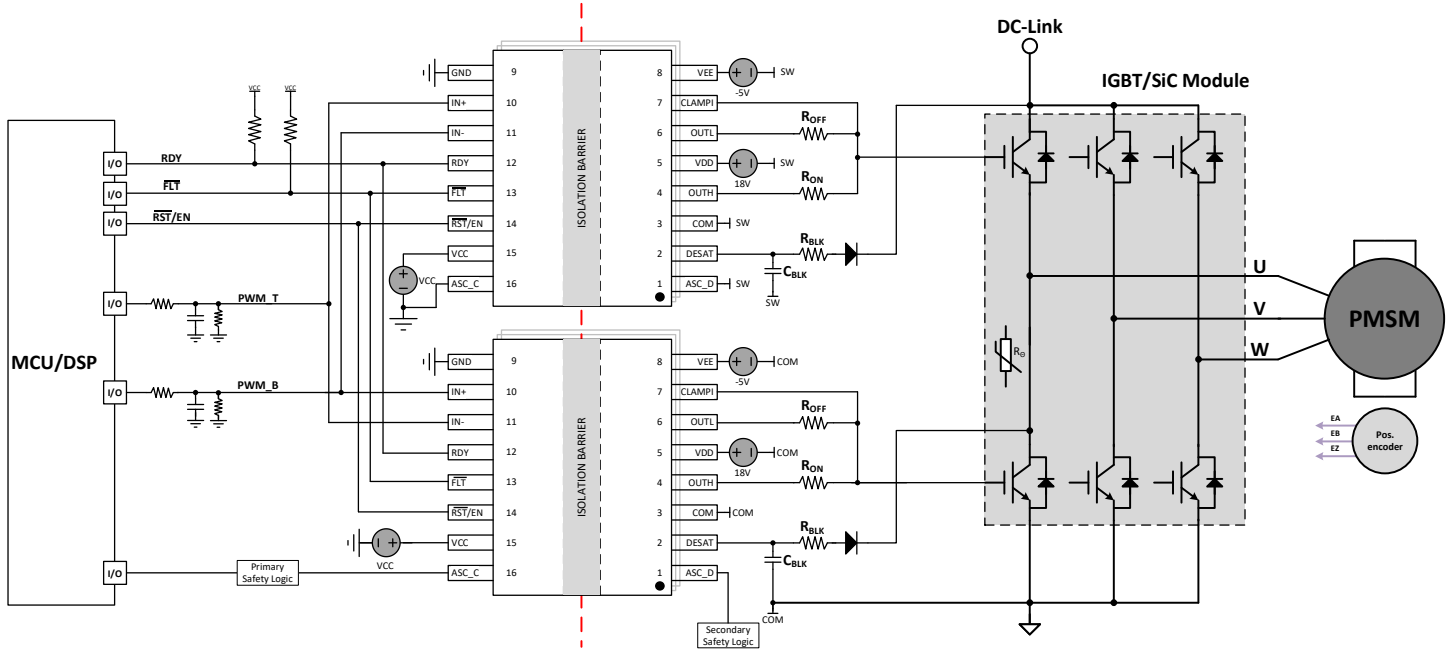 DC-Link
IGBT/SiC Module
MCU/DSP
I/O
RDY
I/O
FLT
I/O
RST/EN
I/O
PWM_T
I/O
PWM_B
I/O
Primary
Safety Logic
VCC
VCC
GND 9
IN+ 10
IN- 11
RDY 12
FLT 13
RST/EN 14
VCC 15
ASC_C 16
VCC
ISOLATION BARRIER
8 VEE
7 CLAMPI
6 OUTL
5 VDD
4 OUTH
3 COM
2 DESAT
1 ASC_D
SW
-5V
ROFF
SW
18V
RON
SW
RBLK
CBLK
SW
SW
GND 9
IN+ 10
IN- 11
RDY 12
FLT 13
RST/EN 14
VCC 15
ASC_C 16
VCC
ISOLATION BARRIER
8 VEE
7 CLAMPI
6 OUTL
5 VDD
4 OUTH
3 COM
2 DESAT
1 ASC_D
COM
-5V
ROFF
COM
18V
RON
COM
RBLK
CBLK
COM
Secondary
Safety Logic
RΘ
U
V
W
PMSM
EA
EB
EZ
Pos.
encoder